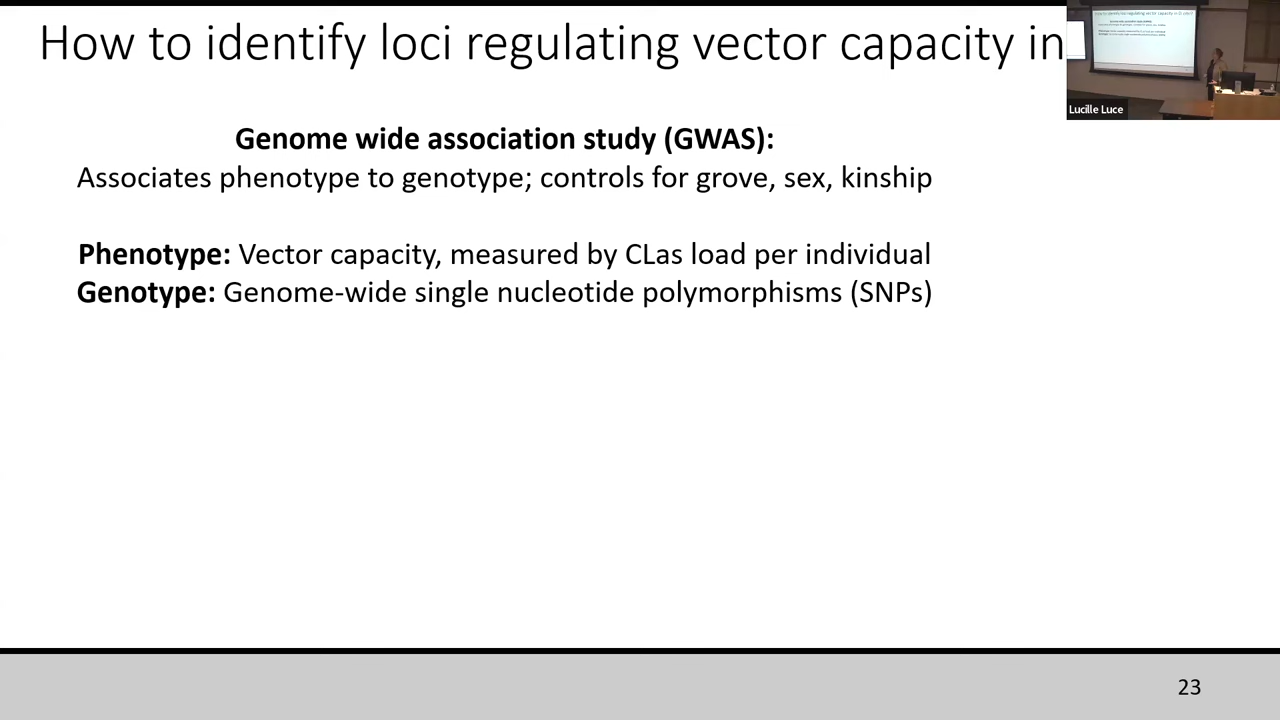 How to identify loci regulating vector capacity in
Lucille Luce
Genome wide association study (GWAS):
Associates phenotype to genotype; controls for grove, sex, kinship
Phenotype: Vector capacity, measured by CLas load per individual
Genotype: Genome-wide single nucleotide polymorphisms (SNPs)
23